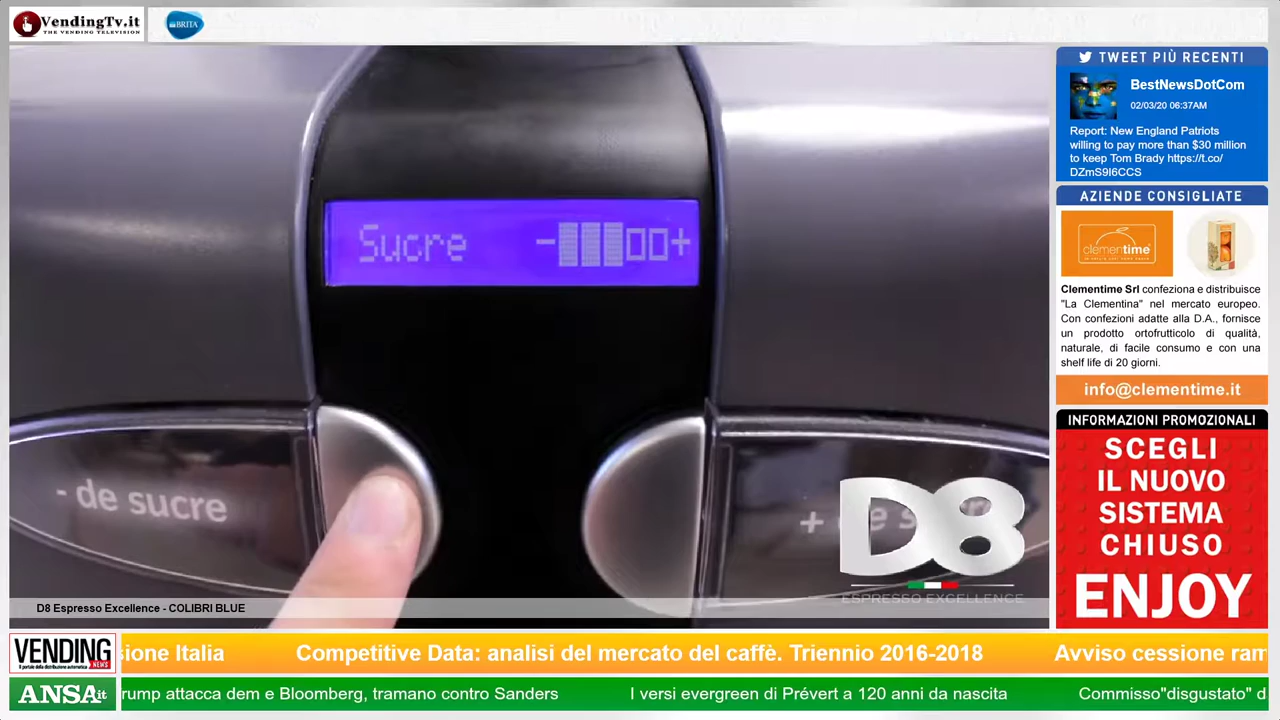 VendingTv.it
THE VENDING TELEVISION
BRITA
Sucre -+
- de sucre
D8
ESPRESSO EXCELLENCE
D8 Espresso Excellence - COLIBRI BLUE
TWEET PIÙ RECENTI
BestNewsDotCom
02/03/20 06:37AM
Report: New England Patriots
willing to pay more than $30 million
to keep Tom Brady https://t.co/
DZmS9I6CCS
AZIENDE CONSIGLIATE
clementime
Clementime Srl confeziona e distribuisce
"La Clementina" nel mercato europeo.
Con confezioni adatte alla D.A., fornisce
un prodotto ortofrutticolo di qualità,
naturale, di facile consumo e con una
shelf life di 20 giorni.
info@clementime.it
INFORMAZIONI PROMOZIONALI
SCEGLI
IL NUOVO
SISTEMA
CHIUSO
ENJOY
VENDING
NEWS
Il portale della distribuzione automatica
sione Italia Competitive Data: analisi del mercato del caffè. Triennio 2016-2018 Avviso cessione ram
ANSA.it
rump attacca dem e Bloomberg, tramano contro Sanders I versi evergreen di Prévert a 120 anni da nascita Commisso"disgustato" d